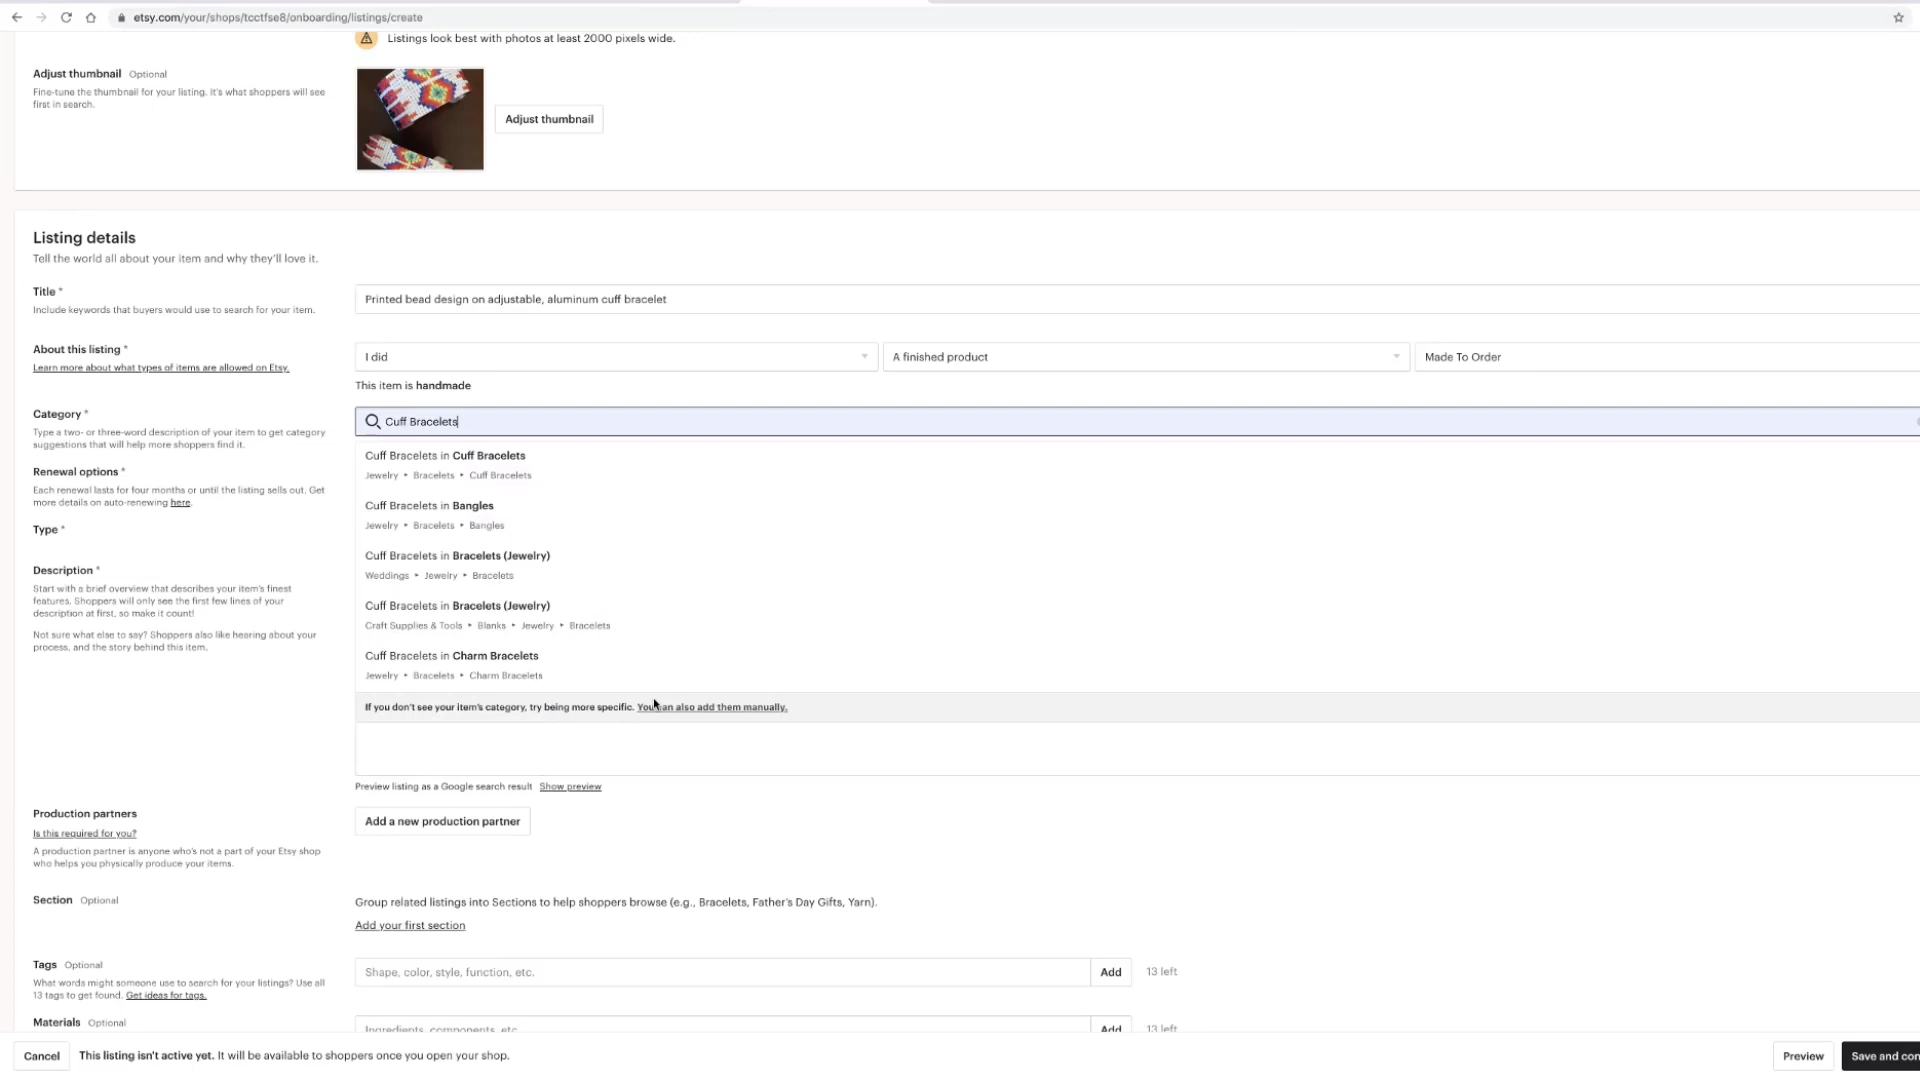 etsy.com/your/shops/tcctfse8/onboarding/listings/create
Listings look best with photos at least 2000 pixels wide.
Adjust thumbnail Optional
Fine-tune the thumbnail for your listing. It's what shoppers will see
first in search.
Adjust thumbnail
Listing details
Tell the world all about your item and why they'll love it.
Title *
Include keywords that buyers would use to search for your item.
Printed bead design on adjustable, aluminum cuff bracelet
About this listing *
Learn more about what types of items are allowed on Etsy.
I did
A finished product
Made To Order
This item is handmade
Category *
Type a two- or three-word description of your item to get category
suggestions that will help more shoppers find it.
Cuff Bracelets
Cuff Bracelets in Cuff Bracelets
Jewelry • Bracelets • Cuff Bracelets
Cuff Bracelets in Bangles
Jewelry • Bracelets • Bangles
Cuff Bracelets in Bracelets (Jewelry)
Weddings • Jewelry • Bracelets
Cuff Bracelets in Bracelets (Jewelry)
Craft Supplies & Tools • Blanks • Jewelry • Bracelets
Cuff Bracelets in Charm Bracelets
Jewelry • Bracelets • Charm Bracelets
If you don't see your item's category, try being more specific. You can also add them manually.
Renewal options *
Each renewal lasts for four months or until the listing sells out. Get
more details on auto-renewing here.
Type *
Description *
Start with a brief overview that describes your item's finest
features. Shoppers will only see the first few lines of your
description at first, so make it count!
Not sure what else to say? Shoppers also like hearing about your
process, and the story behind this item.
Preview listing as a Google search result Show preview
Production partners
Is this required for you?
A production partner is anyone who's not a part of your Etsy shop
who helps you physically produce your items.
Add a new production partner
Section Optional
Group related listings into Sections to help shoppers browse (e.g., Bracelets, Father's Day Gifts, Yarn).
Add your first section
Tags Optional
What words might someone use to search for your listings? Use all
13 tags to get found. Get ideas for tags.
Shape, color, style, function, etc.
Add
13 left
Materials Optional
Ingredients, components, etc.
Add
13 left
Cancel
This listing isn't active yet. It will be available to shoppers once you open your shop.
Preview
Save and con